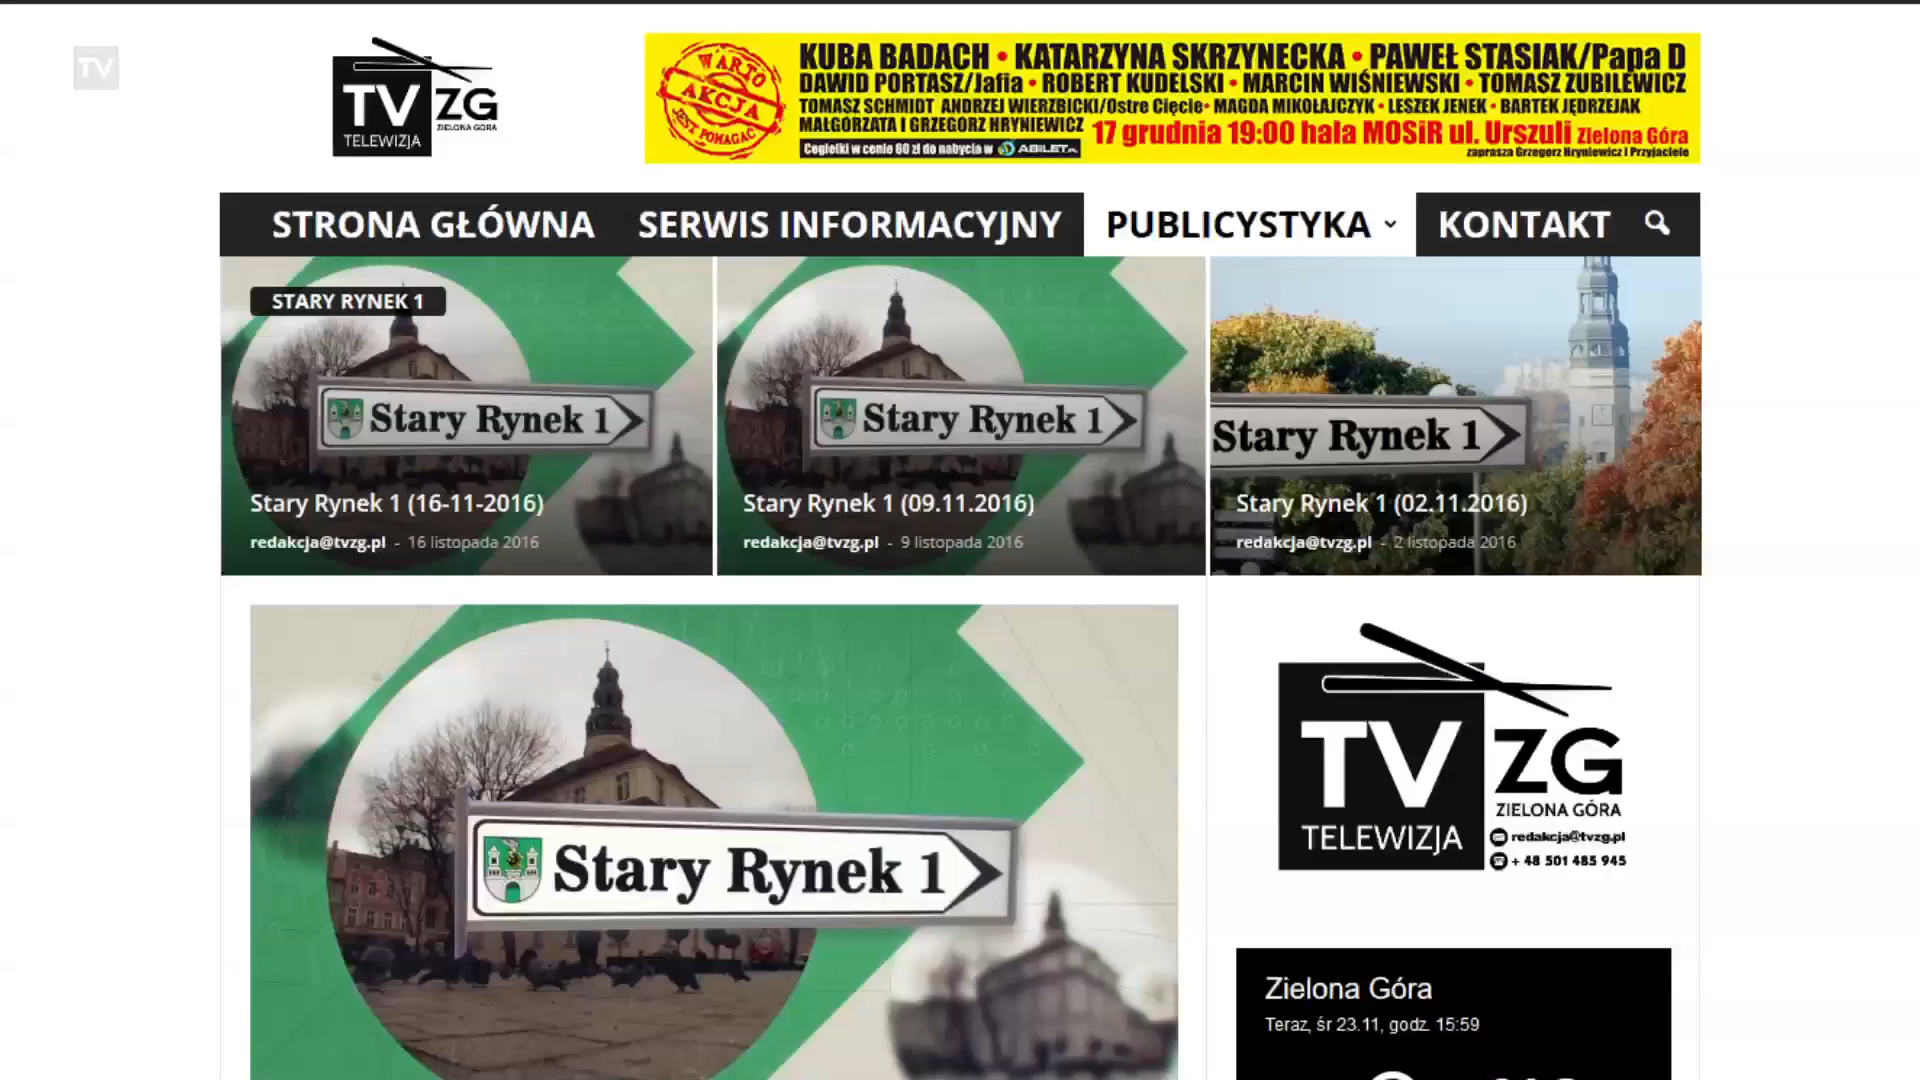 TV
TV ZG
ZIELONA GÓRA
TELEWIZJA
WARTO
AKCJA
JEST POMAGAĆ
KUBA BADACH • KATARZYNA SKRZYNECKA • PAWEŁ STASIAK/Papa D
DAWID PORTASZ/Jafia • ROBERT KUDELSKI • MARCIN WIŚNIEWSKI • TOMASZ ZUBILEWICZ
TOMASZ SCHMIDT ANDRZEJ WIERZBICKI/Ostre Cięcie • MAGDA MIKOŁAJCZYK • LESZEK JENEK • BARTEK JĘDRZEJAK
MAŁGORZATA I GRZEGORZ HRYNIEWICZ
17 grudnia 19:00 hala MOSiR ul. Urszuli Zielona Góra
Cegiełki w cenie 60 zł do nabycia w ABILET.PL
zaprasza Grzegorz Hryniewicz i Przyjaciele
STRONA GŁÓWNA SERWIS INFORMACYJNY PUBLICYSTYKA KONTAKT
STARY RYNEK 1
Stary Rynek 1
Stary Rynek 1
Stary Rynek 1
Stary Rynek 1 (16-11-2016)
redakcja@tvzg.pl - 16 listopada 2016
Stary Rynek 1 (09.11.2016)
redakcja@tvzg.pl - 9 listopada 2016
Stary Rynek 1 (02.11.2016)
redakcja@tvzg.pl - 2 listopada 2016
Stary Rynek 1
TV ZG
ZIELONA GÓRA
TELEWIZJA
redakcja@tvzg.pl
+ 48 501 485 945
Zielona Góra
Teraz, śr 23.11, godz. 15:59